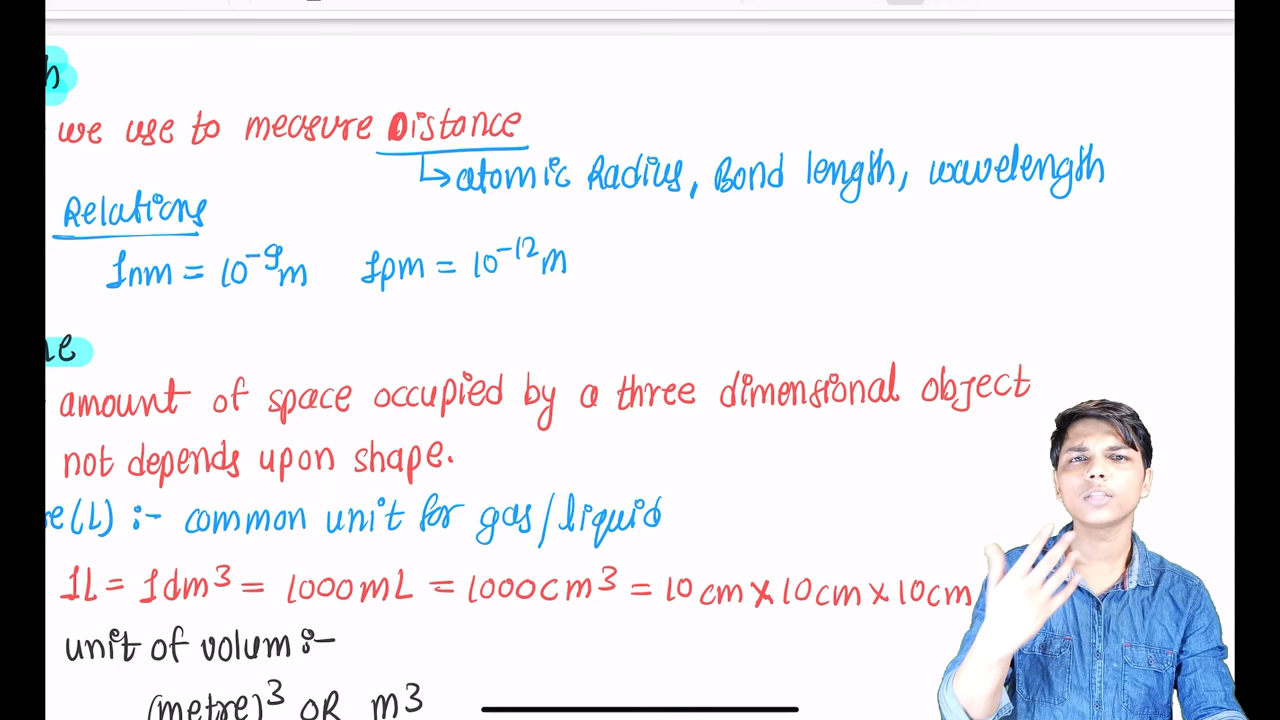 h
we use to measure Distance
↳ atomic Radius, Bond length, wavelength
Relations
1nm = 10⁻⁹m 1pm = 10⁻¹²m
ne
amount of space occupied by a three dimensional object
not depends upon shape.
re(L) :- common unit for gas/liquid
1L = 1dm³ = 1000mL = 1000cm³ = 10cm × 10cm × 10cm
unit of volum :-
(metre)³ OR m³